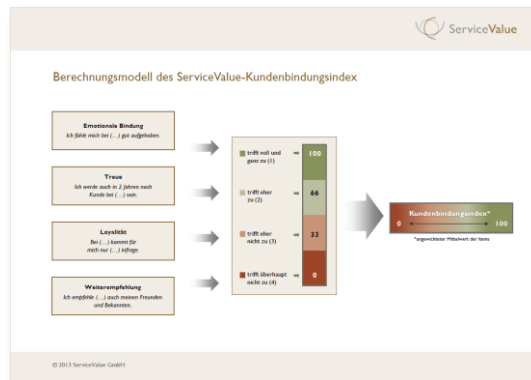 ServiceValue
Berechnungsmodell des ServiceValue-Kundenbindungsindex
Emotionale Bindung
Ich fühle mich bei (…) gut aufgehoben.
Treue
Ich werde auch in 2 Jahren noch
Kunde bei (…) sein.
Loyalität
Bei (…) kommt für
mich nur (…) infrage.
Weiterempfehlung
Ich empfehle (…) auch meinen Freunden
und Bekannten.
trifft voll und
ganz zu (1)
⇒
100
trifft eher
zu (2)
⇒
66
trifft eher
nicht zu (3)
⇒
33
trifft überhaupt
nicht zu (4)
⇒
0
Kundenbindungsindex*
0
100
*ungewichteter Mittelwert der Items
© 2013 ServiceValue GmbH